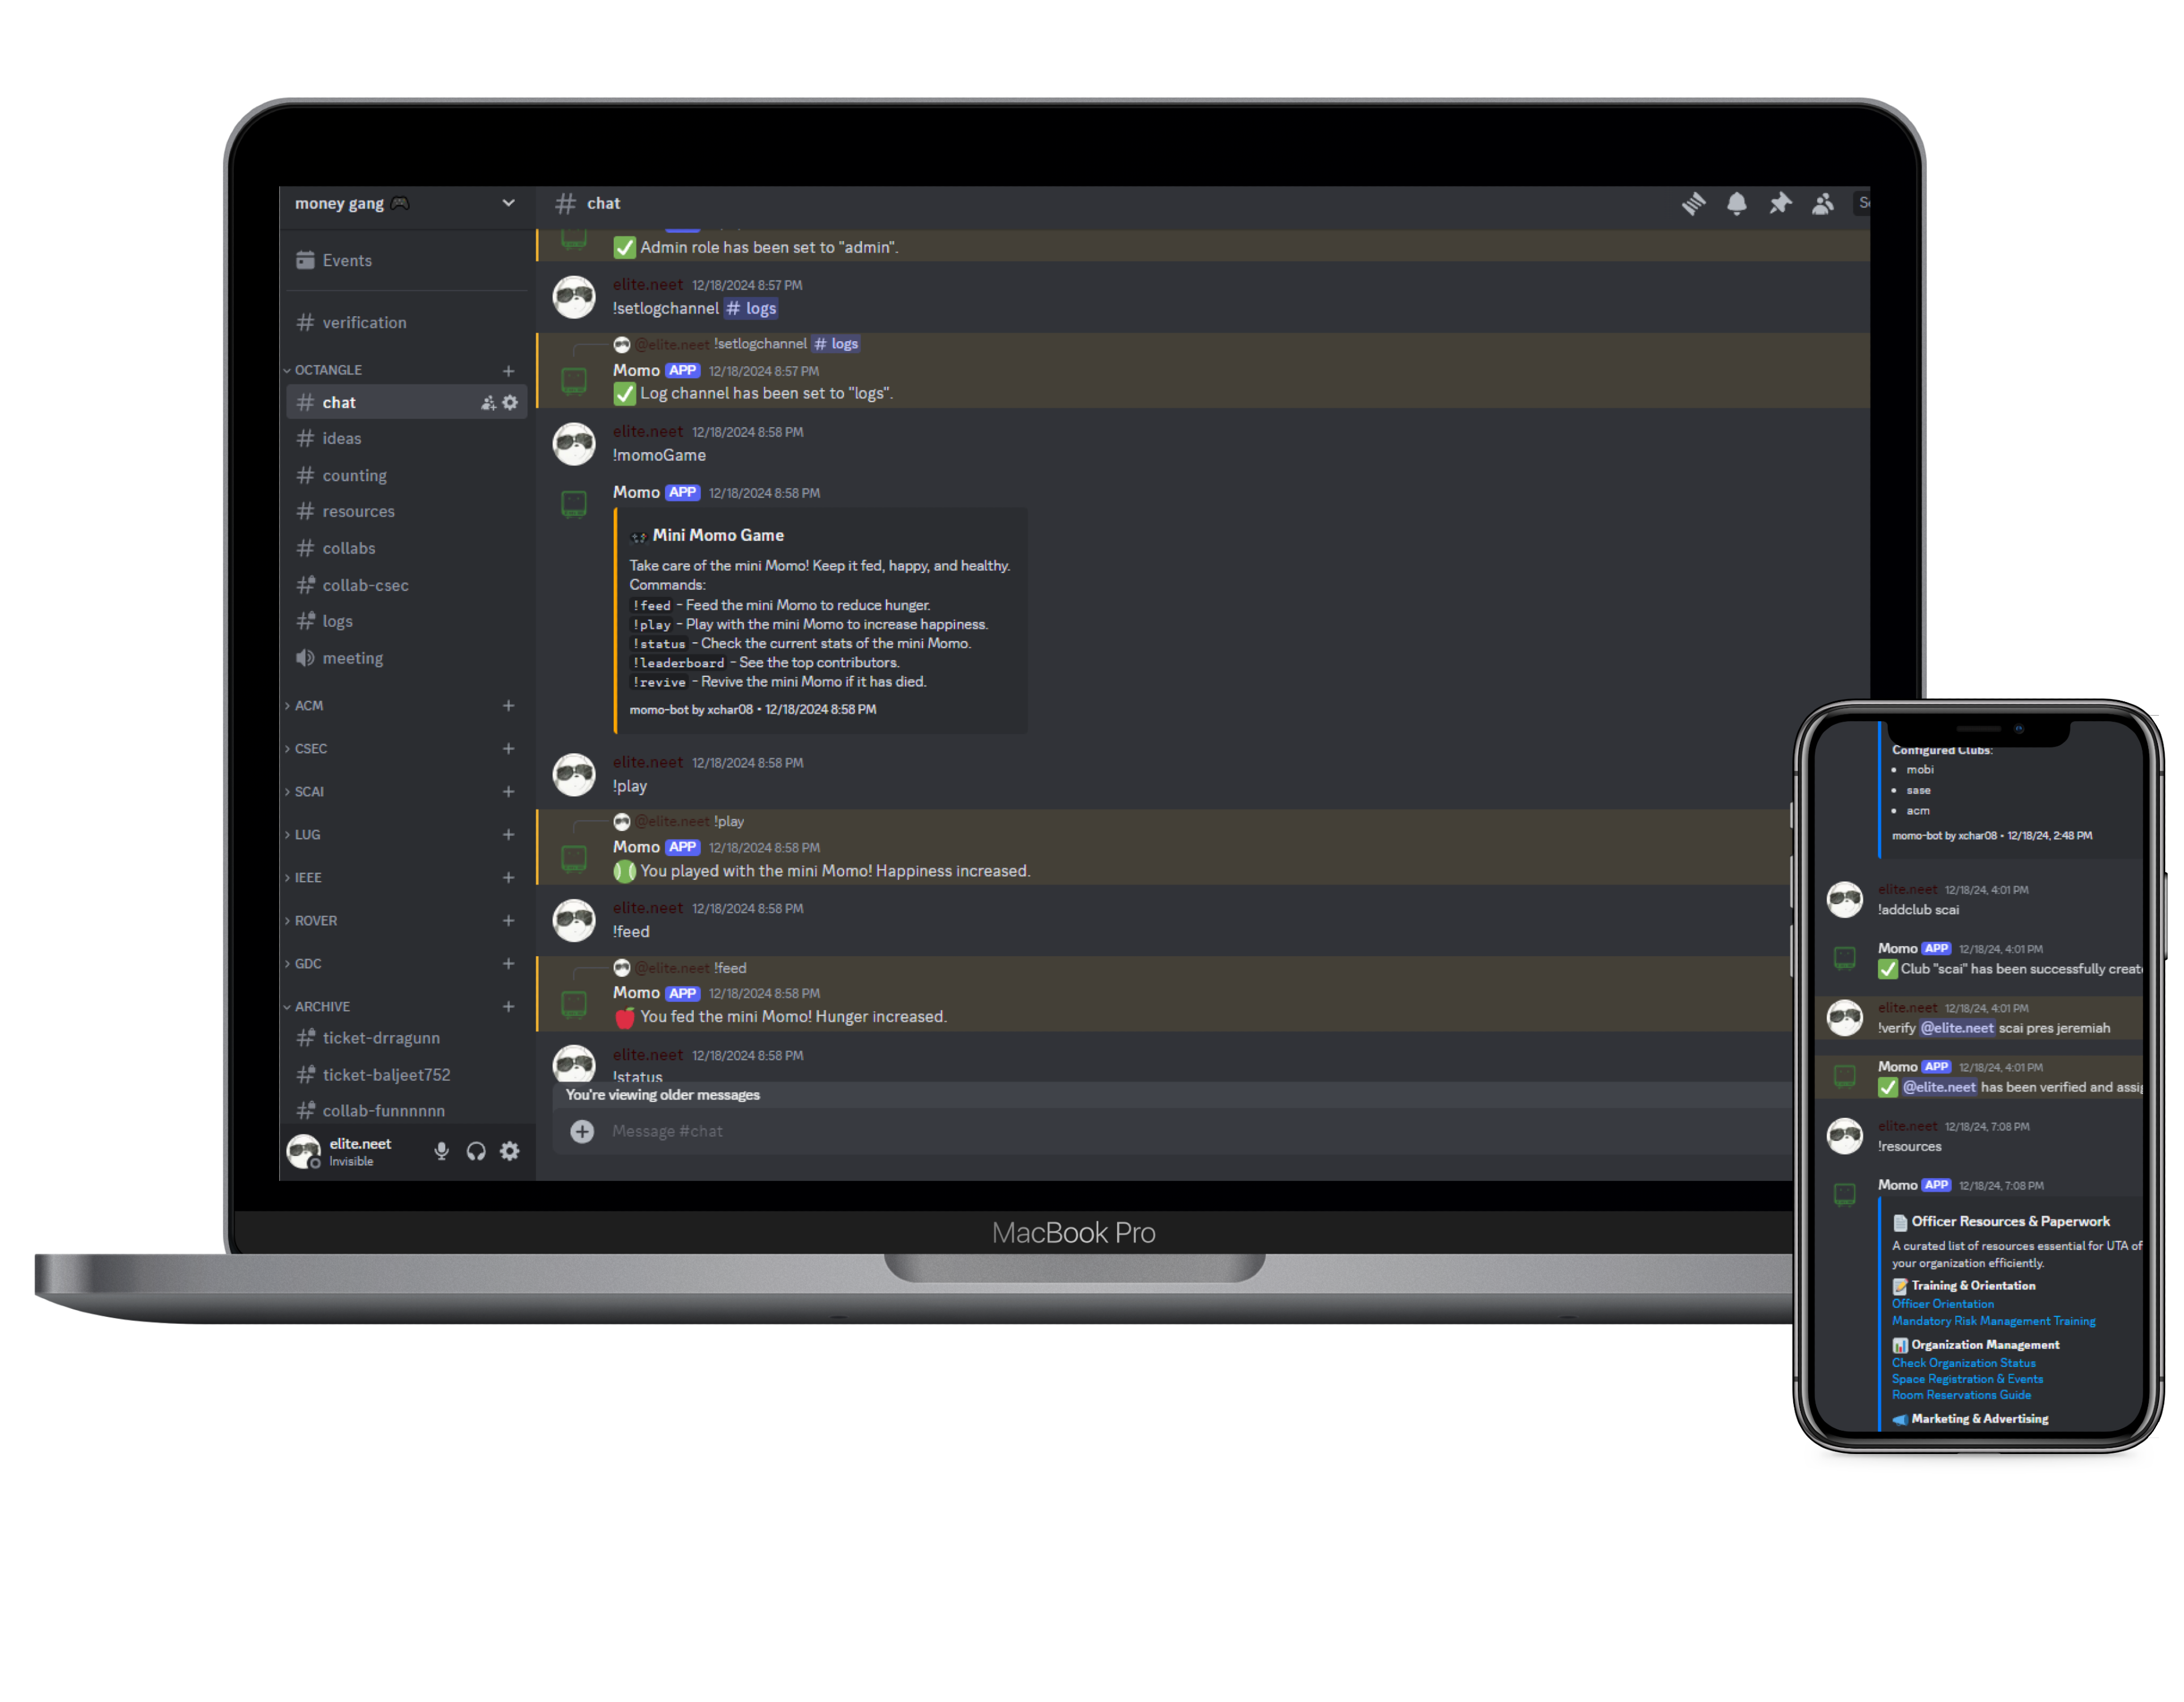 money gang 🎮
Events
# verification
OCTANGLE
# chat
# ideas
# counting
# resources
# collabs
# collab-csec
# logs
meeting
ACM
CSEC
SCAI
LUG
IEEE
ROVER
GDC
ARCHIVE
# ticket-drragunn
# ticket-baljeet752
# collab-funnnnnn
elite.neet
Invisible
# chat
✅ Admin role has been set to "admin".
elite.neet 12/18/2024 8:57 PM
!setlogchannel # logs
@elite.neet !setlogchannel # logs
Momo APP 12/18/2024 8:57 PM
✅ Log channel has been set to "logs".
elite.neet 12/18/2024 8:58 PM
!momoGame
Momo APP 12/18/2024 8:58 PM
Mini Momo Game
Take care of the mini Momo! Keep it fed, happy, and healthy.
Commands:
!feed - Feed the mini Momo to reduce hunger.
!play - Play with the mini Momo to increase happiness.
!status - Check the current stats of the mini Momo.
!leaderboard - See the top contributors.
!revive - Revive the mini Momo if it has died.
momo-bot by xchar08 • 12/18/2024 8:58 PM
elite.neet 12/18/2024 8:58 PM
!play
@elite.neet !play
Momo APP 12/18/2024 8:58 PM
🎾 You played with the mini Momo! Happiness increased.
elite.neet 12/18/2024 8:58 PM
!feed
@elite.neet !feed
Momo APP 12/18/2024 8:58 PM
🍎 You fed the mini Momo! Hunger increased.
elite.neet 12/18/2024 8:58 PM
!status
You're viewing older messages
Message #chat
MacBook Pro
Configured Clubs:
• mobi
• sase
• acm
momo-bot by xchar08 • 12/18/24, 2:48 PM
elite.neet 12/18/24, 4:01 PM
!addclub scai
Momo APP 12/18/24, 4:01 PM
✅ Club "scai" has been successfully creat
elite.neet 12/18/24, 4:01 PM
!verify @elite.neet scai pres jeremiah
Momo APP 12/18/24, 4:01 PM
✅ @elite.neet has been verified and assig
elite.neet 12/18/24, 7:08 PM
!resources
Momo APP 12/18/24, 7:08 PM
📄 Officer Resources & Paperwork
A curated list of resources essential for UTA of
your organization efficiently.
📝 Training & Orientation
Officer Orientation
Mandatory Risk Management Training
📊 Organization Management
Check Organization Status
Space Registration & Events
Room Reservations Guide
📢 Marketing & Advertising